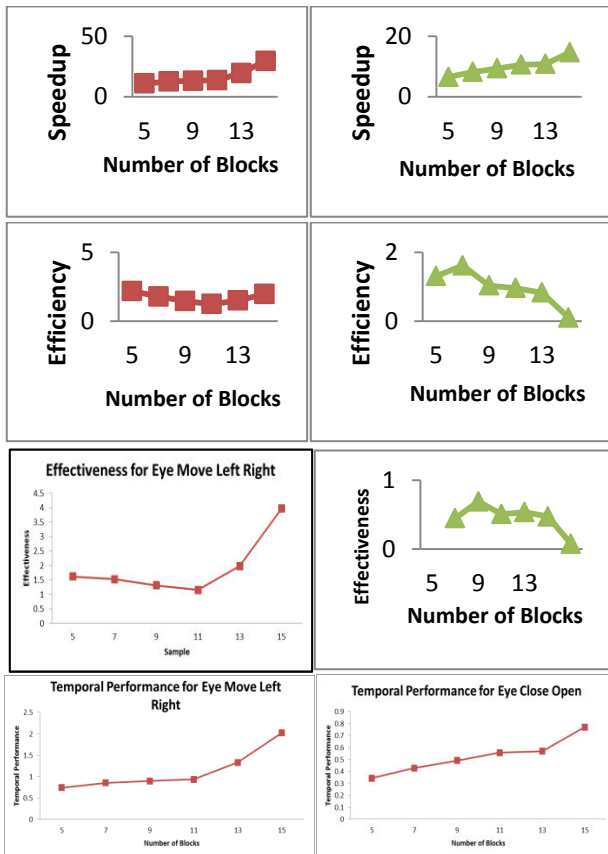 Speedup
50
0
5 9 13
Number of Blocks
Speedup
20
0
5 9 13
Number of Blocks
Efficiency
5
0
5 9 13
Number of Blocks
Efficiency
2
0
5 9 13
Number of Blocks
Effectiveness for Eye Move Left Right
Effectiveness
4.5
4
3.5
3
2.5
2
1.5
1
0.5
0
5 7 9 11 13 15
Sample
Effectiveness
1
0
5 9 13
Number of Blocks
Temporal Performance for Eye Move Left
Right
Temporal Performance
2.5
2
1.5
1
0.5
0
5 7 9 11 13 15
Number of Blocks
Temporal Performance for Eye Close Open
Temporal Performance
0.9
0.8
0.7
0.6
0.5
0.4
0.3
0.2
0.1
0
5 7 9 11 13 15
Number of Blocks